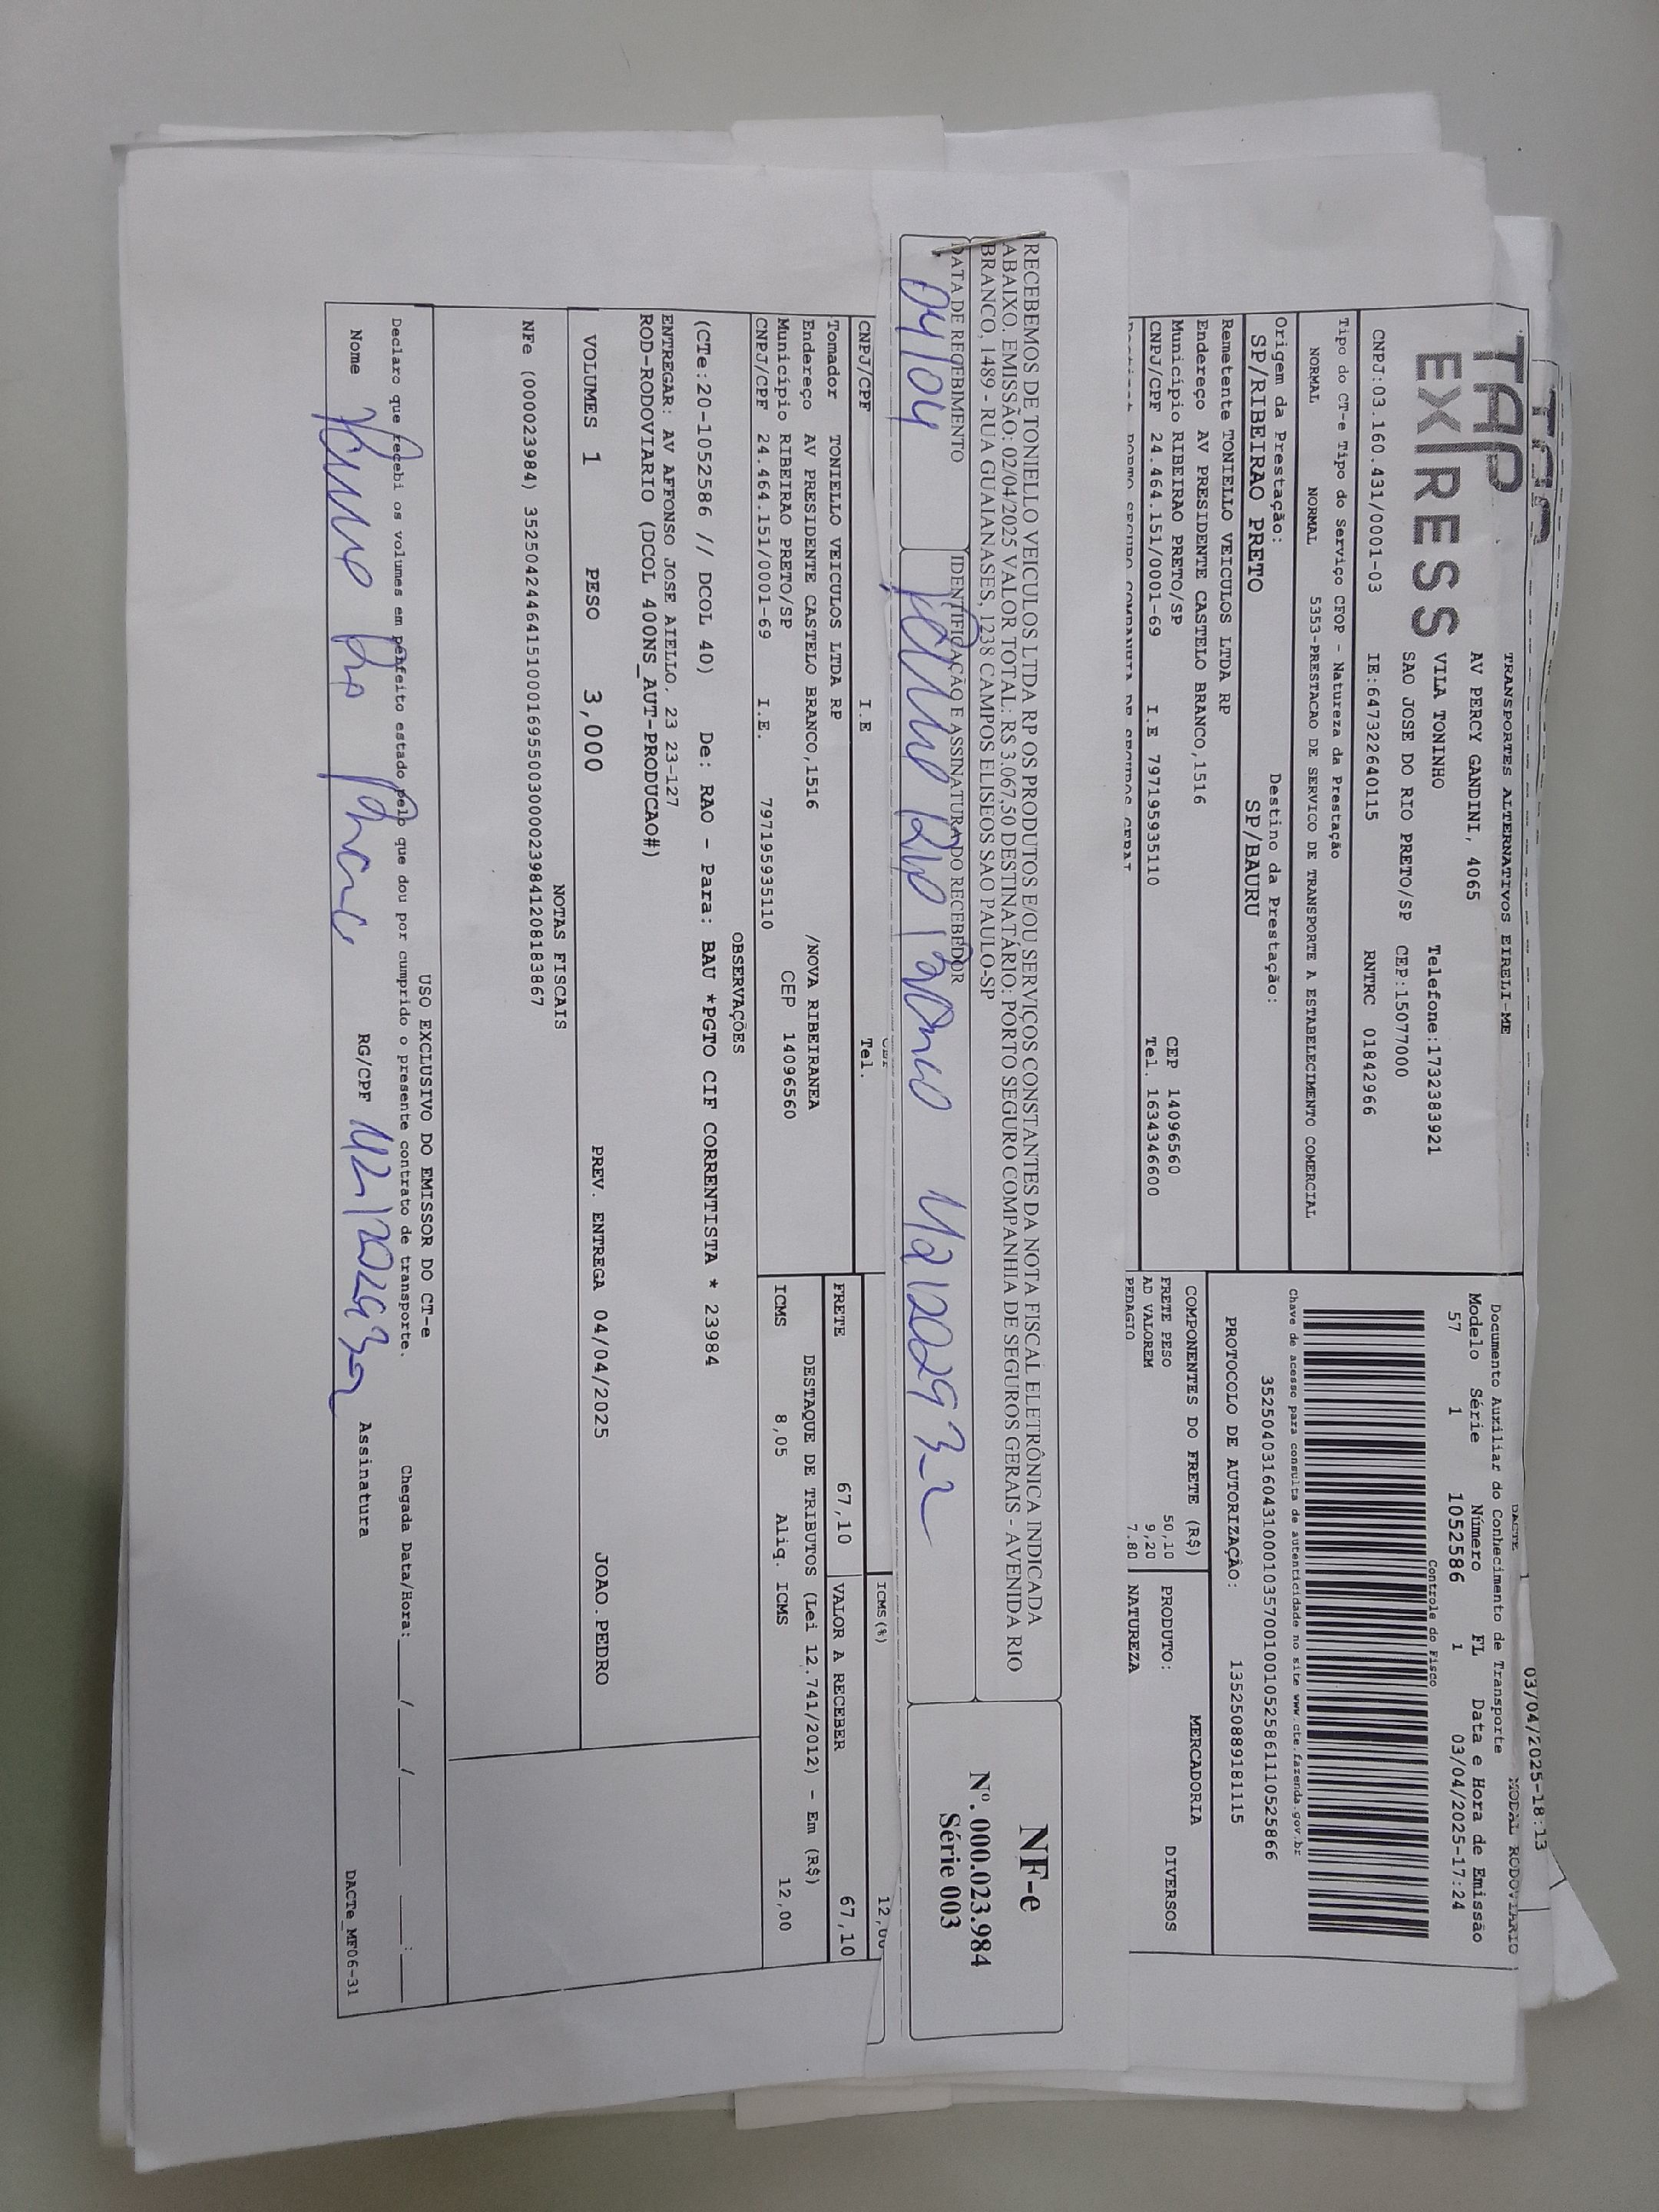 03/04/2025-18:13
TAP EXPRESS
TRANSPORTES ALTERNATIVOS EIRELI-ME
AV PERCY GANDINI, 4065
VILA TONINHO
Telefone:1732383921
SAO JOSE DO RIO PRETO/SP CEP:15077000
CNPJ:03.160.431/0001-03 IE:647322640115 RNTRC 01842966
DACTE 1 MODAL RODOVIARIO
Documento Auxiliar do Conhecimento de Transporte
Modelo Série Número FL Data e Hora de Emissão
57 1 1052586 1 03/04/2025-17:24
Controle do Fisco
Tipo do CT-e Tipo do Serviço CFOP - Natureza da Prestação
NORMAL NORMAL 5353-PRESTACAO DE SERVICO DE TRANSPORTE A ESTABELECIMENTO COMERCIAL
Chave de acesso para consulta de autenticidade no site www.cte.fazenda.gov.br
35250403160431000103570010010525861110525866
Origem da Prestação: Destino da Prestação:
SP/RIBEIRAO PRETO SP/BAURU
PROTOCOLO DE AUTORIZAÇÃO: 135250889181115
Remetente TONIELLO VEICULOS LTDA RP
Endereço AV PRESIDENTE CASTELO BRANCO,1516
Município RIBEIRAO PRETO/SP CEP 14096560
CNPJ/CPF 24.464.151/0001-69 I.E 797195935110 Tel. 1634346600
COMPONENTES DO FRETE (R$) MERCADORIA
FRETE PESO 50,10 PRODUTO: DIVERSOS
AD VALOREM 9,20
PEDAGIO 7,80 NATUREZA
RECEBEMOS DE TONIELLO VEICULOS LTDA RP OS PRODUTOS E/OU SERVIÇOS CONSTANTES DA NOTA FISCAL ELETRÔNICA INDICADA
ABAIXO. EMISSÃO: 02/04/2025 VALOR TOTAL: R$ 3.067,50 DESTINATÁRIO: PORTO SEGURO COMPANHIA DE SEGUROS GERAIS - AVENIDA RIO
BRANCO, 1489 - RUA GUAIANASES, 1238 CAMPOS ELISEOS SAO PAULO-SP
DATA DE RECEBIMENTO IDENTIFICAÇÃO E ASSINATURA DO RECEBEDOR
04/04
NF-e
Nº. 000.023.984
Série 003
CNPJ/CPF I.E Tel.
ICMS(%) 12,00
Tomador TONIELLO VEICULOS LTDA RP
Endereço AV PRESIDENTE CASTELO BRANCO,1516 /NOVA RIBEIRANEA
Município RIBEIRAO PRETO/SP CEP 14096560
CNPJ/CPF 24.464.151/0001-69 I.E. 797195935110
FRETE 67,10 VALOR A RECEBER 67,10
DESTAQUE DE TRIBUTOS (Lei 12.741/2012) - Em (R$)
ICMS 8,05 Aliq. ICMS 12,00
OBSERVAÇÕES
(CTe:20-1052586 // DCOL 40) De: RAO - Para: BAU *PGTO CIF CORRENTISTA * 23984
ENTREGAR: AV AFFONSO JOSE AIELLO, 23 23-127
ROD-RODOVIARIO (DCOL 400NS_AUT-PRODUCAO#)
VOLUMES 1 PESO 3,000 PREV. ENTREGA 04/04/2025 JOAO.PEDRO
NOTAS FISCAIS
NFe (000023984) 35250424464151000169550030000239841208183867
USO EXCLUSIVO DO EMISSOR DO CT-e
Declaro que recebi os volumes em perfeito estado pelo que dou por cumprido o presente contrato de transporte. Chegada Data/Hora:____/____/____ ____:____
Nome RG/CPF Assinatura
DACTe_MF06-31